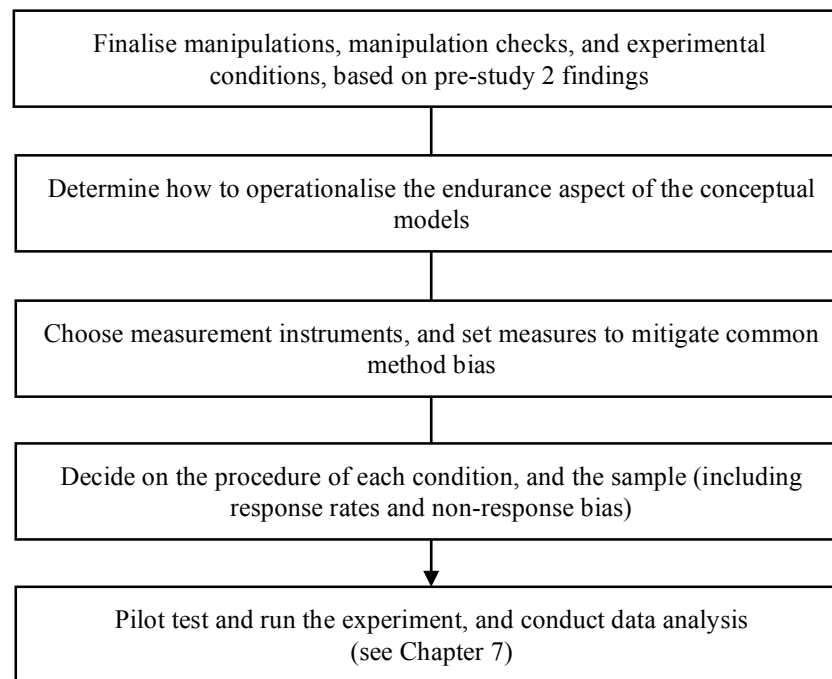 Finalise manipulations, manipulation checks, and experimental
conditions, based on pre-study 2 findings
Determine how to operationalise the endurance aspect of the conceptual
models
Choose measurement instruments, and set measures to mitigate common
method bias
Decide on the procedure of each condition, and the sample (including
response rates and non-response bias)
Pilot test and run the experiment, and conduct data analysis
(see Chapter 7)